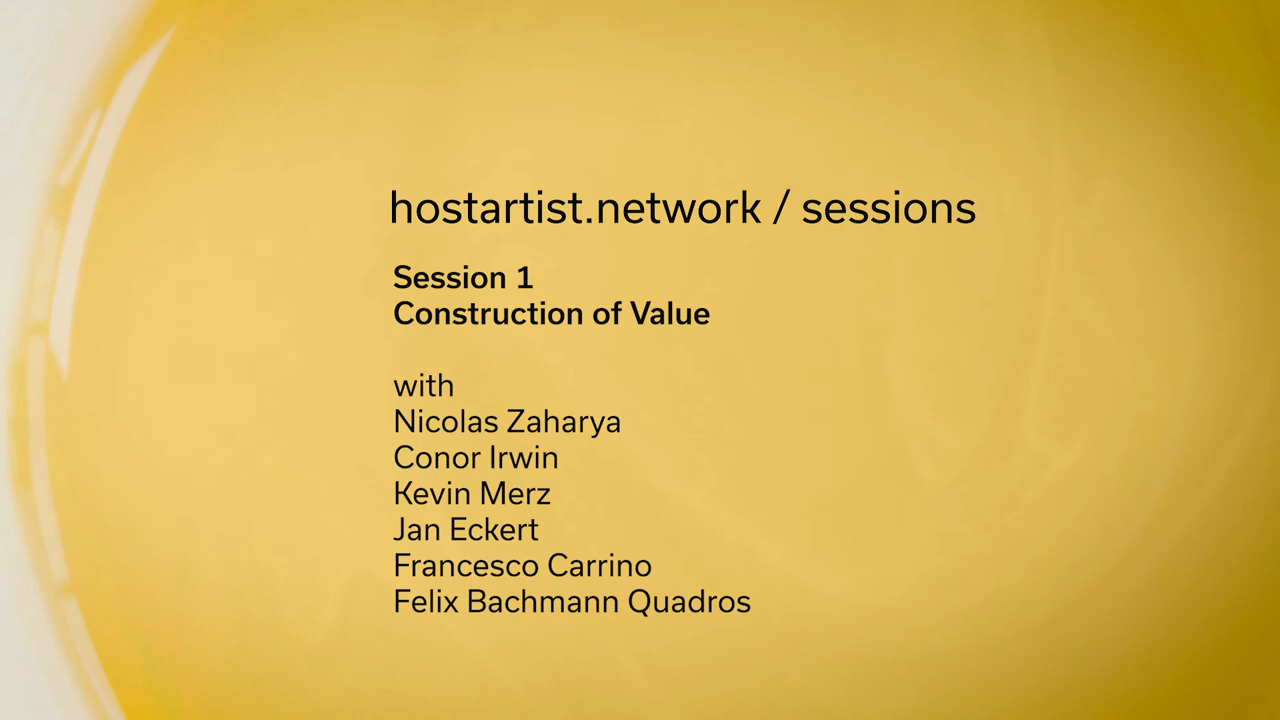 hostartist.network / sessions
Session 1
Construction of Value
with
Nicolas Zaharya
Conor Irwin
Kevin Merz
Jan Eckert
Francesco Carrino
Felix Bachmann Quadros